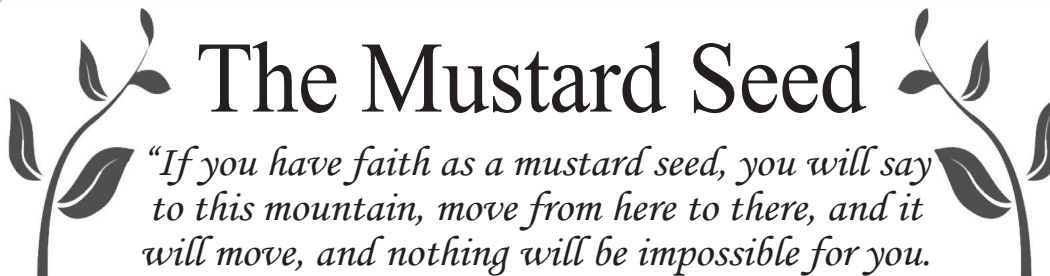 The Mustard Seed
“If you have faith as a mustard seed, you will say
to this mountain, move from here to there, and it
will move, and nothing will be impossible for you.